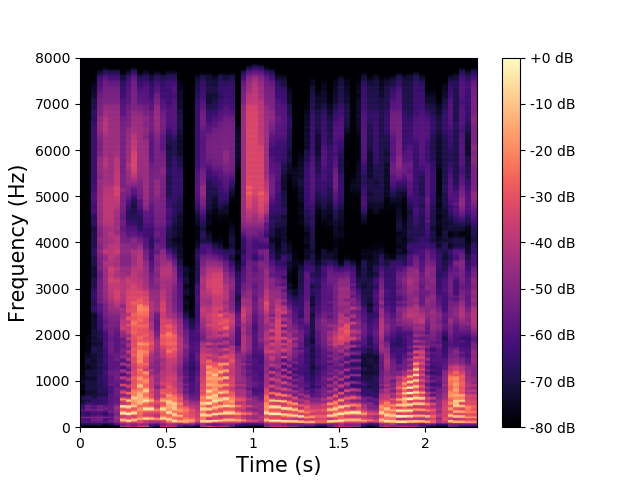 8000
7000
6000
5000
4000
3000
2000
1000
0
Frequency (Hz)
0 0.5 1 1.5 2
Time (s)
+0 dB
-10 dB
-20 dB
-30 dB
-40 dB
-50 dB
-60 dB
-70 dB
-80 dB